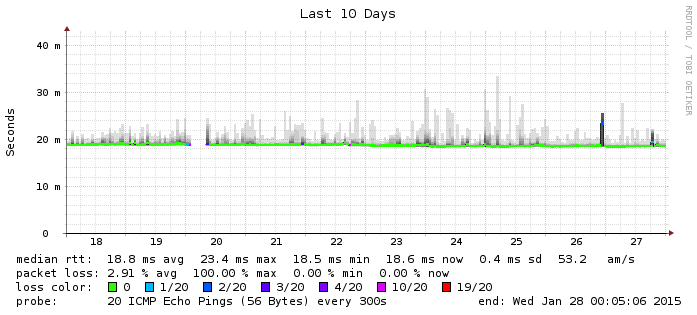 Last 10 Days
RRDTOOL / TOBI OETIKER
Seconds
40 m
30 m
20 m
10 m
0
18 19 20 21 22 23 24 25 26 27
median rtt: 18.8 ms avg 23.4 ms max 18.5 ms min 18.6 ms now 0.4 ms sd 53.2 am/s
packet loss: 2.91 % avg 100.00 % max 0.00 % min 0.00 % now
loss color: 0 1/20 2/20 3/20 4/20 10/20 19/20
probe: 20 ICMP Echo Pings (56 Bytes) every 300s end: Wed Jan 28 00:05:06 2015